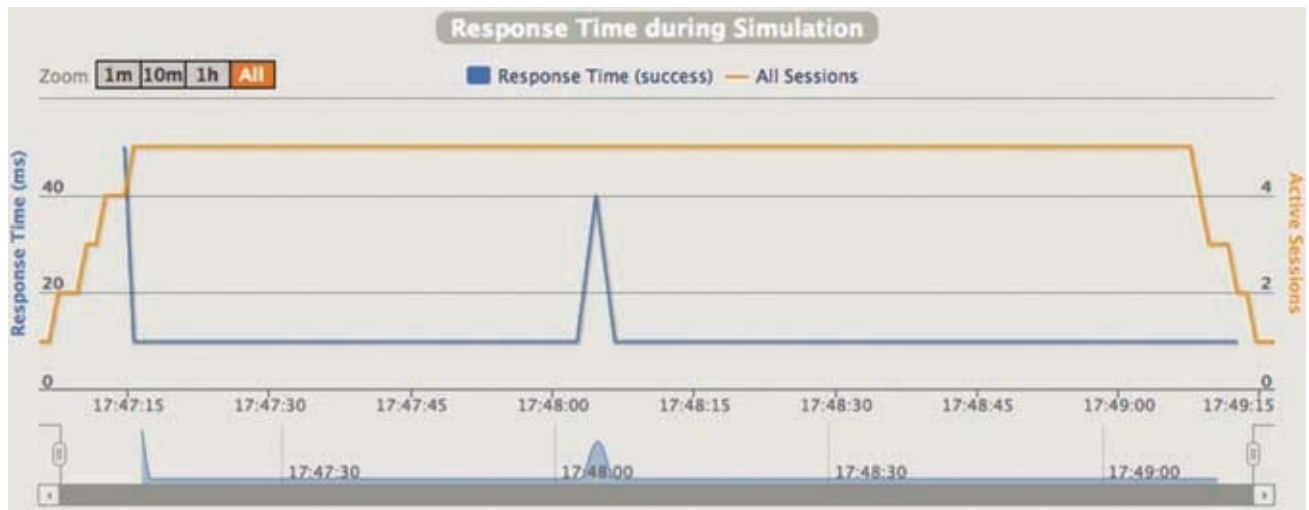 Response Time during Simulation
Zoom 1m 10m 1h All
Response Time (success) All Sessions
Response Time (ms)
40
20
0
4
2
0
Active Sessions
17:47:15 17:47:30 17:47:45 17:48:00 17:48:15 17:48:30 17:48:45 17:49:00 17:49:15
17:47:30 17:48:00 17:48:30 17:49:00